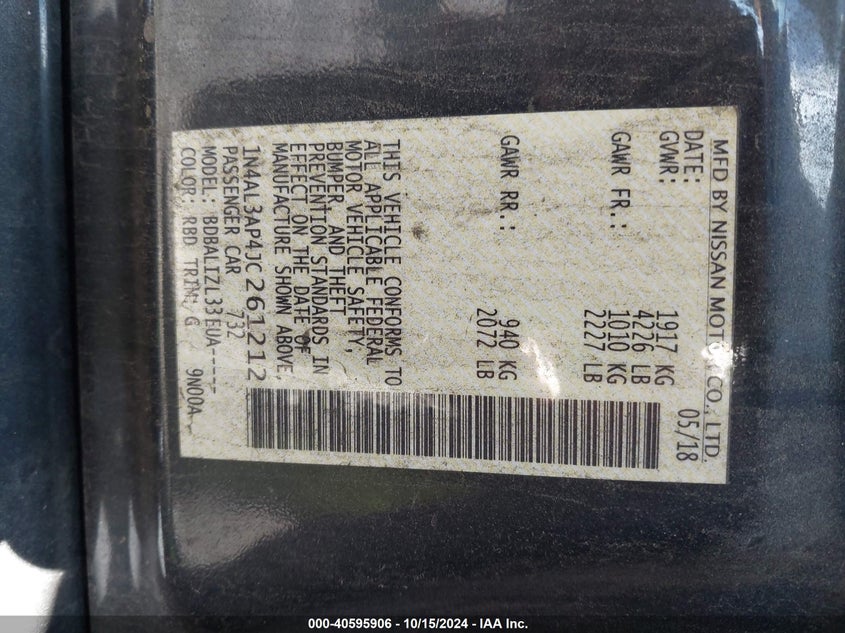 MFD BY NISSAN MOTOR CO., LTD.
DATE: 05/18
GVWR: 1917 KG
4226 LB
GAWR FR.: 1010 KG
2227 LB
GAWR RR.: 940 KG
2072 LB
THIS VEHICLE CONFORMS TO
ALL APPLICABLE FEDERAL
MOTOR VEHICLE SAFETY,
BUMPER, AND THEFT
PREVENTION STANDARDS IN
EFFECT ON THE DATE OF
MANUFACTURE SHOWN ABOVE.
1N4AL3AP4JC261212
PASSENGER CAR 732
MODEL: BDBALIZL33EUA-----
COLOR: RBD TRIM: G 9N00A
000-40595906 - 10/15/2024 - IAA Inc.